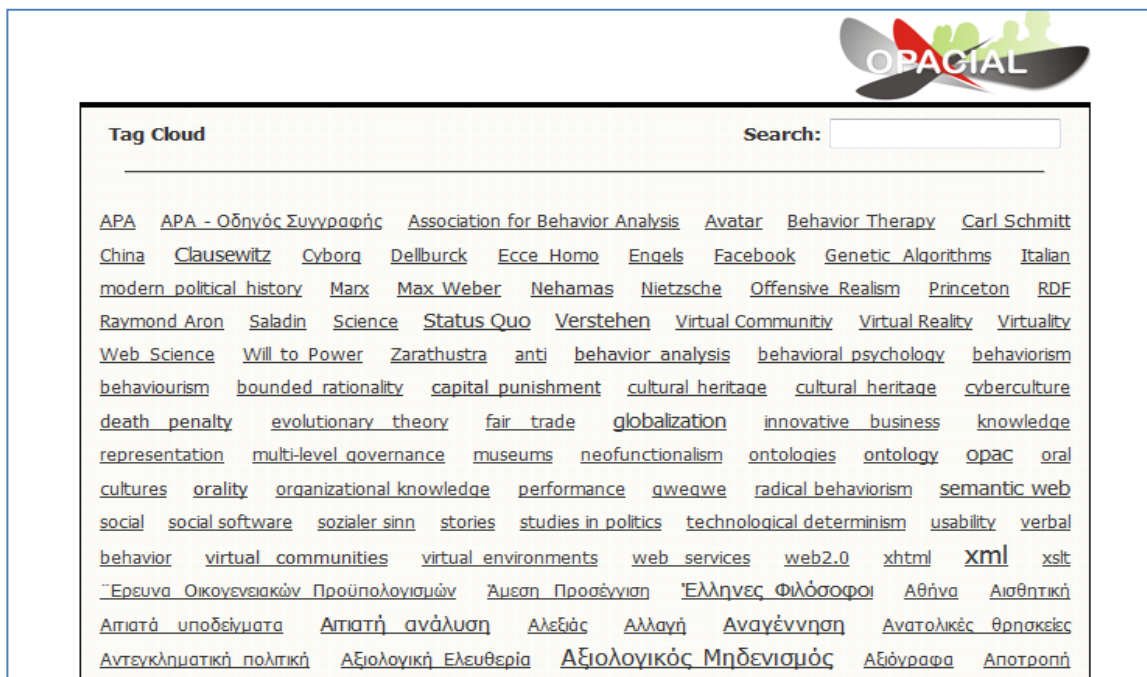 OPACIAL
Tag Cloud Search:
APA APA - Οδηγός Συγγραφής Association for Behavior Analysis Avatar Behavior Therapy Carl Schmitt
China Clausewitz Cyborg Dellburck Ecce Homo Engels Facebook Genetic Algorithms Italian
modern political history Marx Max Weber Nehamas Nietzsche Offensive Realism Princeton RDF
Raymond Aron Saladin Science Status Quo Verstehen Virtual Communitiy Virtual Reality Virtuality
Web Science Will to Power Zarathustra anti behavior analysis behavioral psychology behaviorism
behaviourism bounded rationality capital punishment cultural heritage cultural heritage cyberculture
death penalty evolutionary theory fair trade globalization innovative business knowledge
representation multi-level governance museums neofunctionalism ontologies ontology opac oral
cultures orality organizational knowledge performance qweqwe radical behaviorism semantic web
social social software sozialer sinn stories studies in politics technological determinism usability verbal
behavior virtual communities virtual environments web services web2.0 xhtml xml xslt
¨Ερευνα Οικογενειακών Προϋπολογισμών Άμεση Προσέγγιση Έλληνες Φιλόσοφοι Αθήνα Αισθητική
Αιτιατά υποδείγματα Αιτιατή ανάλυση Αλεξιάς Αλλαγή Αναγέννηση Ανατολικές θρησκείες
Αντεγκληματική πολιτική Αξιολογική Ελευθερία Αξιολογικός Μηδενισμός Αξιόγραφα Αποτροπή